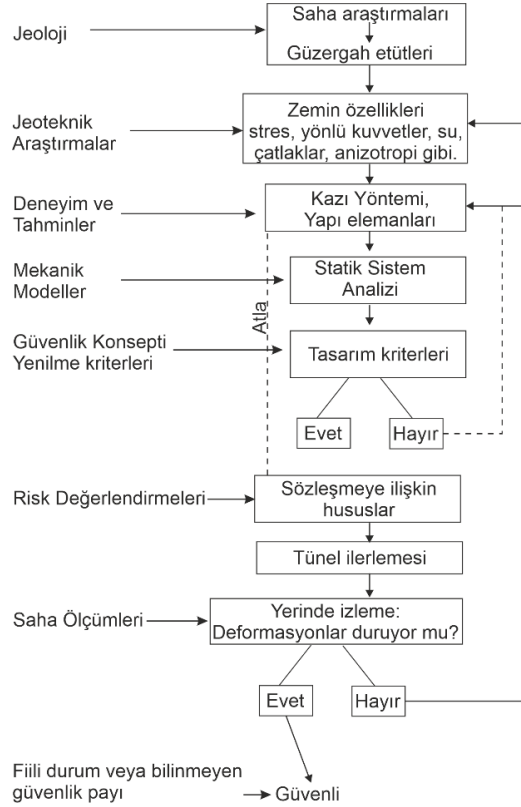 Saha araştırmaları
Jeoloji
Güzergah etütleri
Zemin özellikleri
Jeoteknik
Araştırmalar
stres, yönlü kuvvetler, su,
çatlaklar, anizotropi gibi.
Deneyim ve
Tahminler
Kazı Yöntemi,
Yapı elemanları
Mekanik
Modeller
Statik Sistem
Analizi
Atla
Güvenlik Konsepti
Yenilme kriterleri
Tasarım kriterleri
Evet
Hayır
Risk Değerlendirmeleri
Sözleşmeye ilişkin
hususlar
Tünel ilerlemesi
Saha Ölçümleri
Yerinde izleme:
Deformasyonlar duruyor mu?
Evet
Hayır
Fiili durum veya bilinmeyen
güvenlik payı
Güvenli